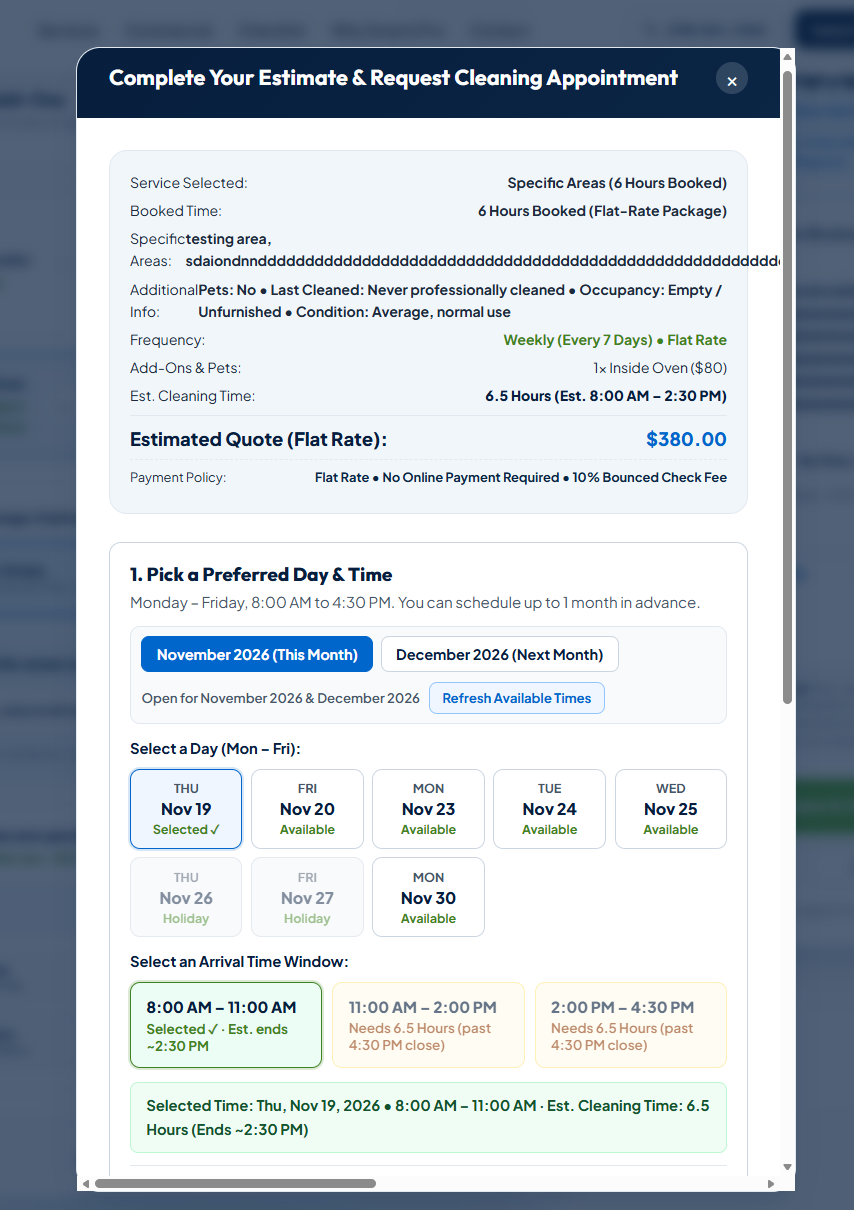 Complete Your Estimate & Request Cleaning Appointment
×
Service Selected: Specific Areas (6 Hours Booked)
Booked Time: 6 Hours Booked (Flat-Rate Package)
Specific Areas: testing area,
Additional Info: Pets: No • Last Cleaned: Never professionally cleaned • Occupancy: Empty /
Unfurnished • Condition: Average, normal use
Frequency: Weekly (Every 7 Days) • Flat Rate
Add-Ons & Pets: 1× Inside Oven ($80)
Est. Cleaning Time: 6.5 Hours (Est. 8:00 AM – 2:30 PM)
Estimated Quote (Flat Rate): $380.00
Payment Policy: Flat Rate • No Online Payment Required • 10% Bounced Check Fee
1. Pick a Preferred Day & Time
Monday – Friday, 8:00 AM to 4:30 PM. You can schedule up to 1 month in advance.
November 2026 (This Month) December 2026 (Next Month)
Open for November 2026 & December 2026 Refresh Available Times
Select a Day (Mon – Fri):
THU FRI MON TUE WED
Nov 19 Nov 20 Nov 23 Nov 24 Nov 25
Selected ✓ Available Available Available Available
THU FRI MON
Nov 26 Nov 27 Nov 30
Holiday Holiday Available
Select an Arrival Time Window:
8:00 AM – 11:00 AM
Selected ✓ · Est. ends
~2:30 PM
11:00 AM – 2:00 PM
Needs 6.5 Hours (past
4:30 PM close)
2:00 PM – 4:30 PM
Needs 6.5 Hours (past
4:30 PM close)
Selected Time: Thu, Nov 19, 2026 • 8:00 AM – 11:00 AM · Est. Cleaning Time: 6.5
Hours (Ends ~2:30 PM)